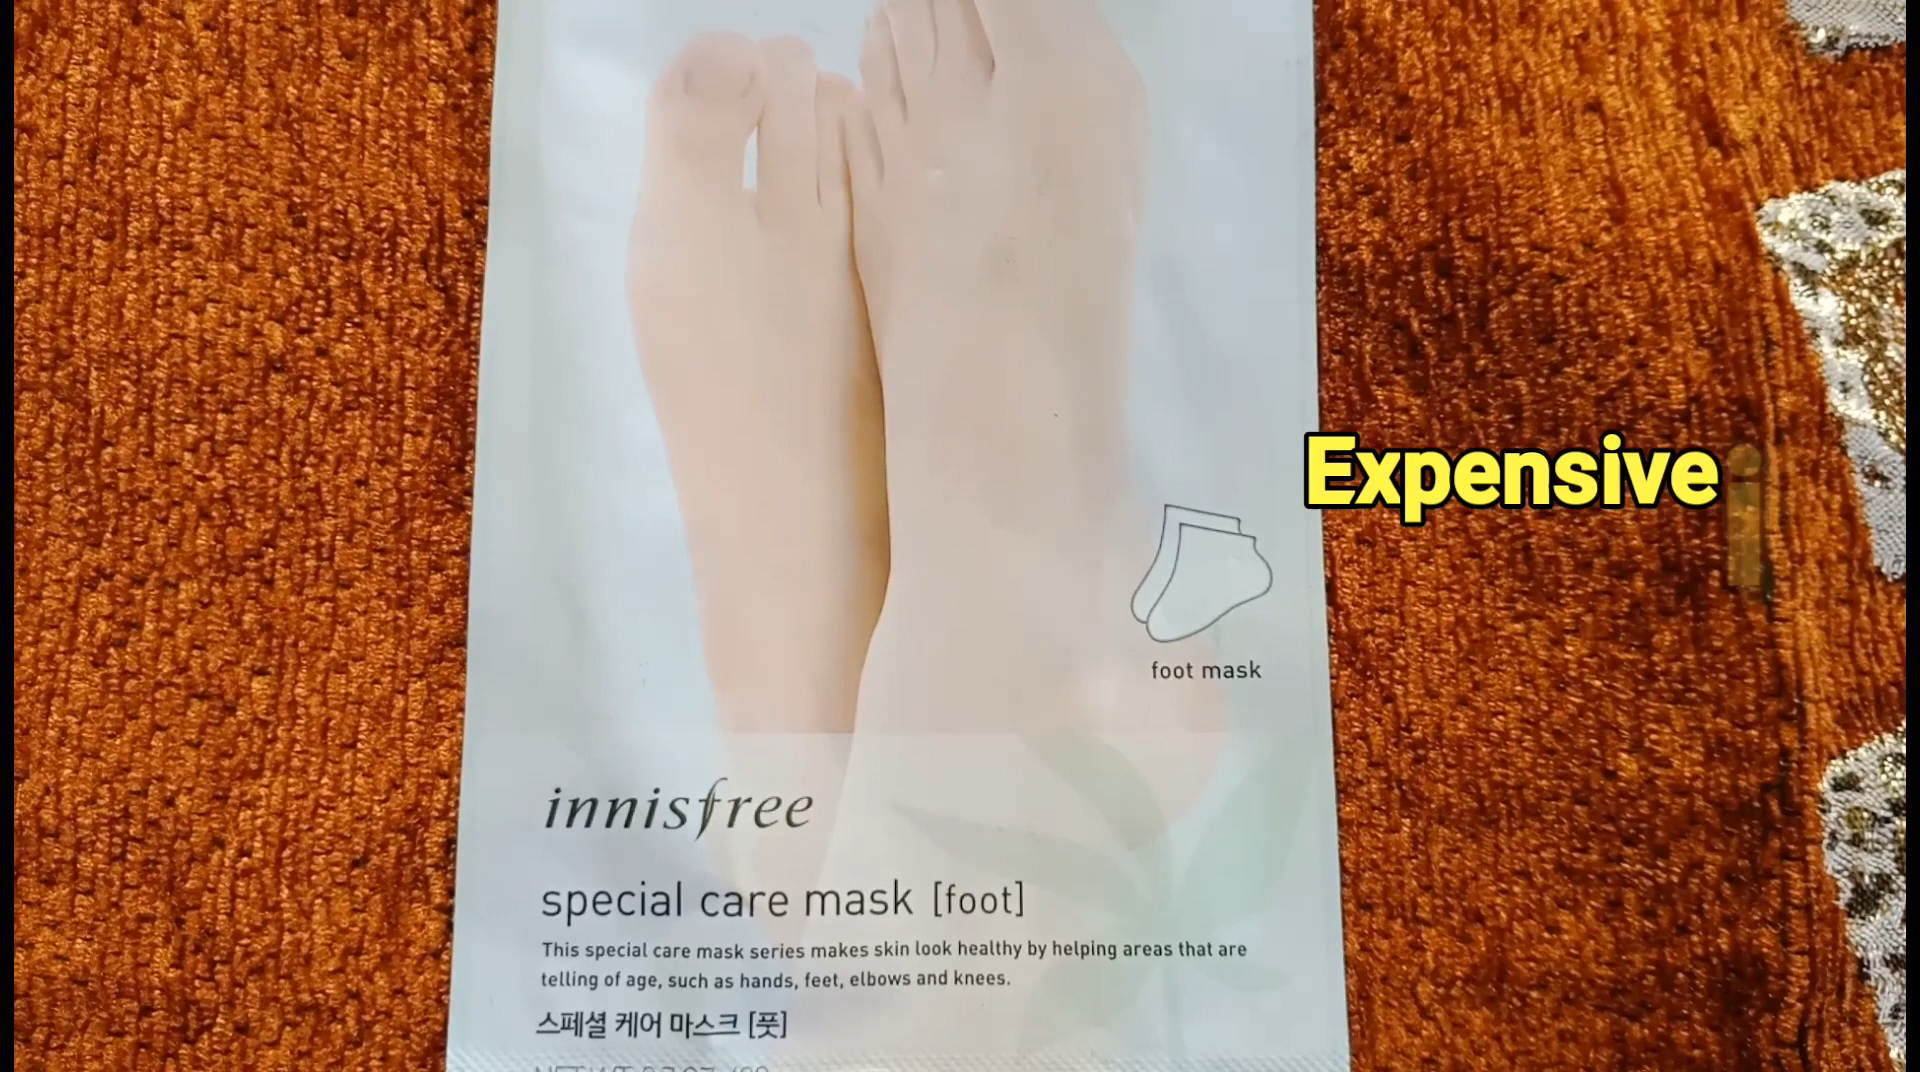 Expensive
foot mask
innisfree
special care mask [foot]
This special care mask series makes skin look healthy by helping areas that are
telling of age, such as hands, feet, elbows and knees.
스페셜 케어 마스크 [풋]